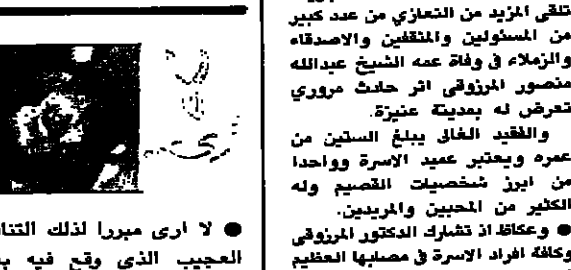 تلقى المزيد من التعازي من عدد كبير
من المسئولين والمثقفين والاصدقاء
والزملاء في وفاة عمه الشيخ عبدالله
منصور المرزوقي اثر حادث مروري
تعرض له بمدينة عنيزة.
والفقيد الغالي يبلغ الستين من
عمره ويعتبر عميد الاسرة وواحدا
من ابرز شخصيات القصيم وله
الكثير من المحبين والمريدين.
● وعكاظ اذ تشارك الدكتور المرزوقي
وكافة افراد الاسرة في مصابها العظيم
● لا ارى مبررا لذلك
العجيب الذي وقع فيه